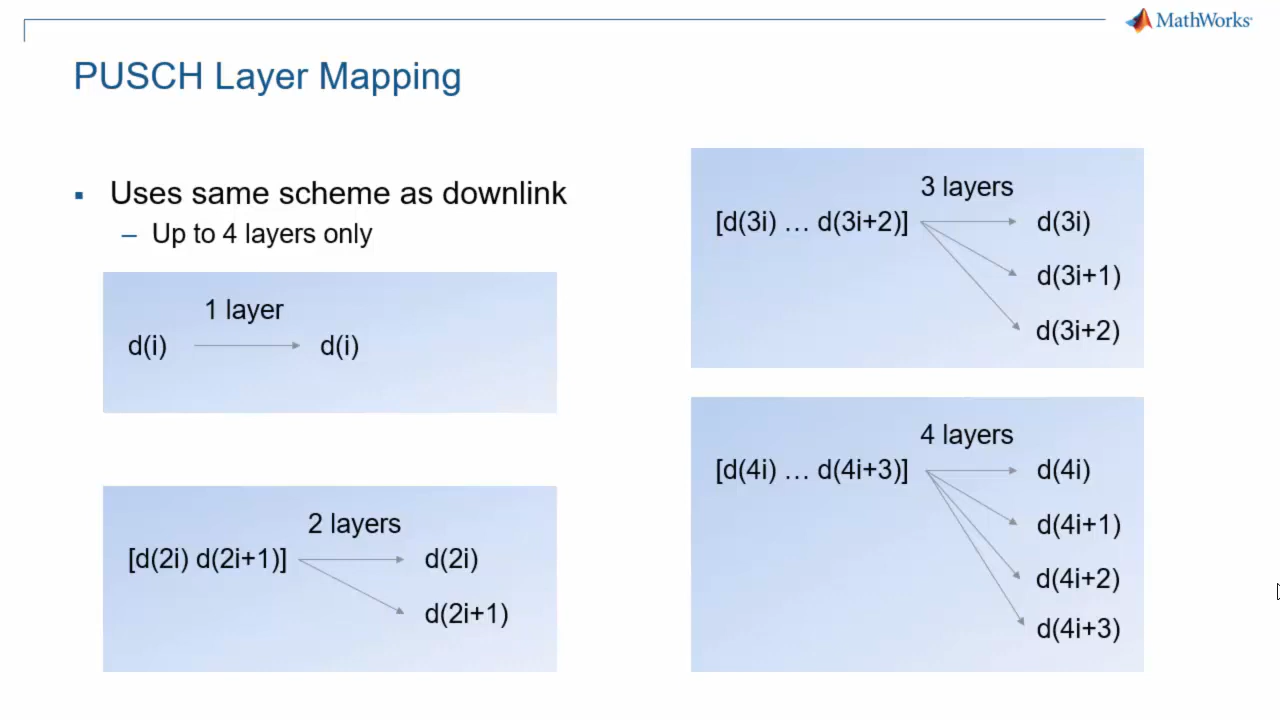 MathWorks
PUSCH Layer Mapping
▪ Uses same scheme as downlink
– Up to 4 layers only
1 layer
d(i) d(i)
2 layers
[d(2i) d(2i+1)] d(2i)
d(2i+1)
3 layers
[d(3i) … d(3i+2)] d(3i)
d(3i+1)
d(3i+2)
4 layers
[d(4i) … d(4i+3)] d(4i)
d(4i+1)
d(4i+2)
d(4i+3)